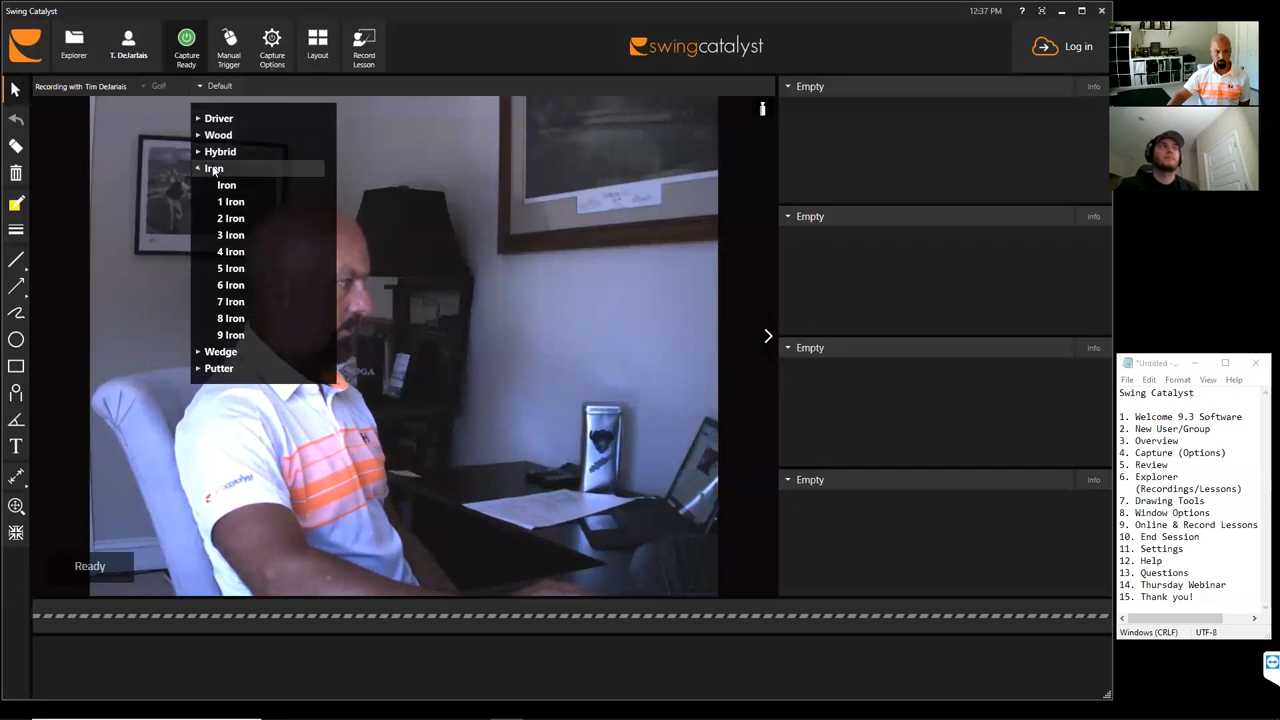 Swing Catalyst
12:37 PM
?
Explorer
T. DeJarlais
Capture
Ready
Manual
Trigger
Capture
Options
Layout
Record
Lesson
swingcatalyst
Log in
Recording with Tim DeJarlais
Golf
Default
Driver
Wood
Hybrid
Iron
Iron
1 Iron
2 Iron
3 Iron
4 Iron
5 Iron
6 Iron
7 Iron
8 Iron
9 Iron
Wedge
Putter
Ready
Empty
Info
Empty
Info
Empty
Info
Empty
Info
T
*Untitled -...
File Edit Format View Help
Swing Catalyst
1. Welcome 9.3 Software
2. New User/Group
3. Overview
4. Capture (Options)
5. Review
6. Explorer
(Recordings/Lessons)
7. Drawing Tools
8. Window Options
9. Online & Record Lessons
10. End Session
11. Settings
12. Help
13. Questions
14. Thursday Webinar
15. Thank you!
Windows (CRLF)
UTF-8